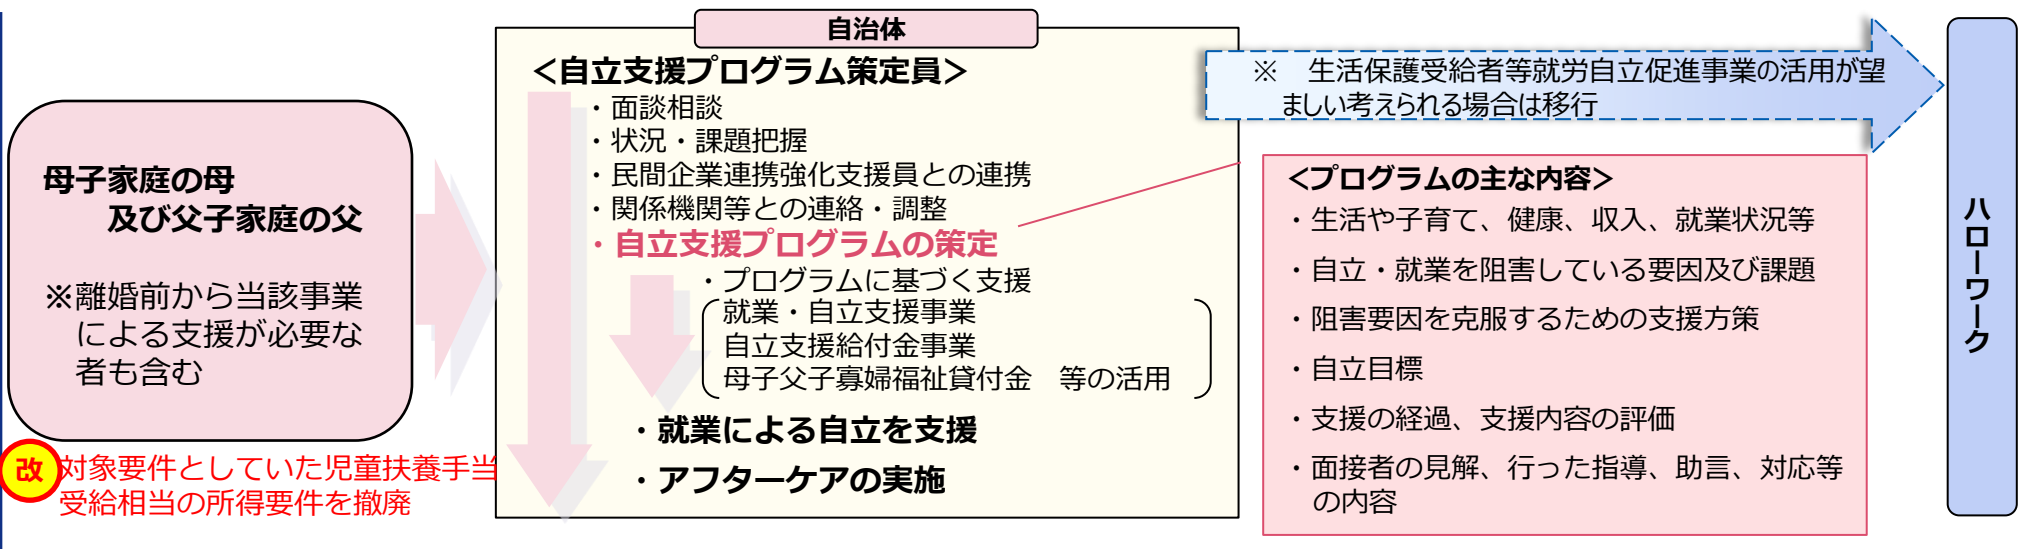 母子家庭の母
及び父子家庭の父
※離婚前から当該事業
による支援が必要な
者も含む
改
対象要件としていた児童扶養手当
受給相当の所得要件を撤廃
自治体
<自立支援プログラム策定員>
・面談相談
・状況・課題把握
・民間企業連携強化支援員との連携
・関係機関等との連絡・調整
・自立支援プログラムの策定
・プログラムに基づく支援
就業・自立支援事業
自立支援給付金事業
母子父子寡婦福祉貸付金　等の活用
・就業による自立を支援
・アフターケアの実施
※　生活保護受給者等就労自立促進事業の活用が望
ましい考えられる場合は移行
<プログラムの主な内容>
・生活や子育て、健康、収入、就業状況等
・自立・就業を阻害している要因及び課題
・阻害要因を克服するための支援方策
・自立目標
・支援の経過、支援内容の評価
・面接者の見解、行った指導、助言、対応等
の内容
ハローワーク